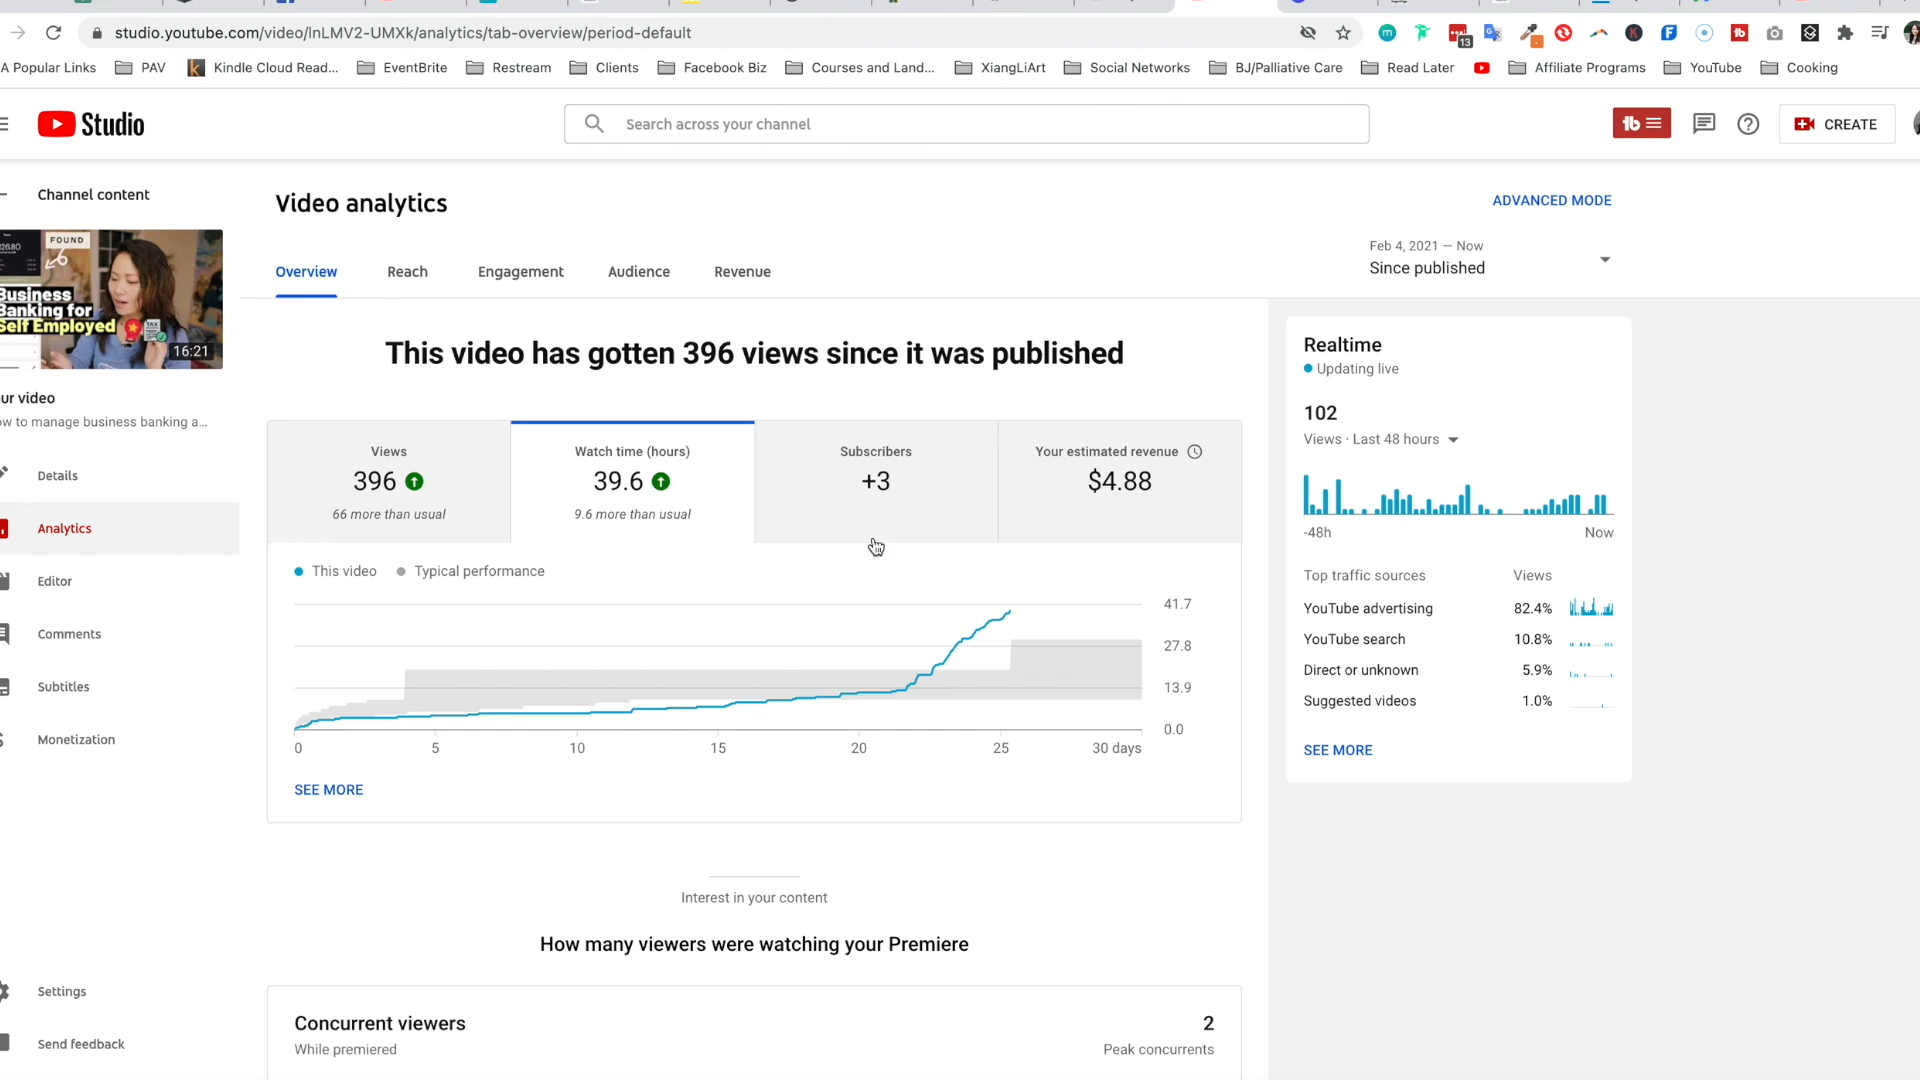 studio.youtube.com/video/lnLMV2-UMXk/analytics/tab-overview/period-default
13
A Popular Links PAV Kindle Cloud Read... EventBrite Restream Clients Facebook Biz Courses and Land... XiangLiArt Social Networks BJ/Palliative Care Read Later Affiliate Programs YouTube Cooking
Studio
Search across your channel
CREATE
Channel content
FOUND
Business
Banking for
Self Employed
TAX
16:21
ur video
ow to manage business banking a...
Details
Analytics
Editor
Comments
Subtitles
Monetization
Settings
Send feedback
Video analytics
ADVANCED MODE
Overview Reach Engagement Audience Revenue
Feb 4, 2021 – Now
Since published
This video has gotten 396 views since it was published
Views
396
66 more than usual
Watch time (hours)
39.6
9.6 more than usual
Subscribers
+3
Your estimated revenue
$4.88
This video Typical performance
41.7
27.8
13.9
0.0
0 5 10 15 20 25 30 days
SEE MORE
Interest in your content
How many viewers were watching your Premiere
Concurrent viewers
While premiered
2
Peak concurrents
Realtime
Updating live
102
Views · Last 48 hours
-48h Now
Top traffic sources Views
YouTube advertising 82.4%
YouTube search 10.8%
Direct or unknown 5.9%
Suggested videos 1.0%
SEE MORE